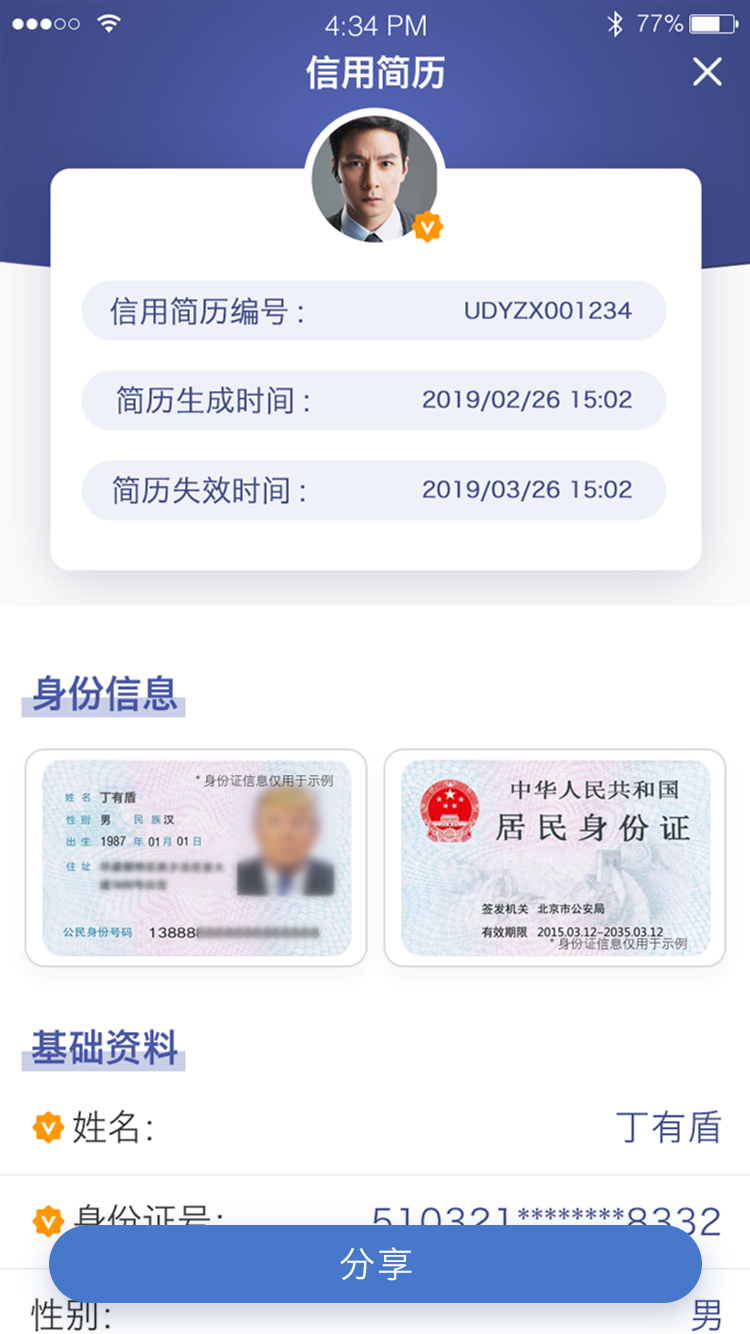 4:34 PM 77%
信用简历
信用简历编号: UDYZX001234
简历生成时间: 2019/02/26 15:02
简历失效时间: 2019/03/26 15:02
身份信息
* 身份证信息仅用于示例
姓名 丁有盾
性别 男 民族汉
出生 1987 年 01 月 01 日
住址
公民身份号码 13888
中华人民共和国
居民身份证
签发机关 北京市公安局
有效期限 2015.03.12-2035.03.12
* 身份证信息仅用于示例
基础资料
姓名: 丁有盾
身份证号: 510321********8332
分享
性别: 男